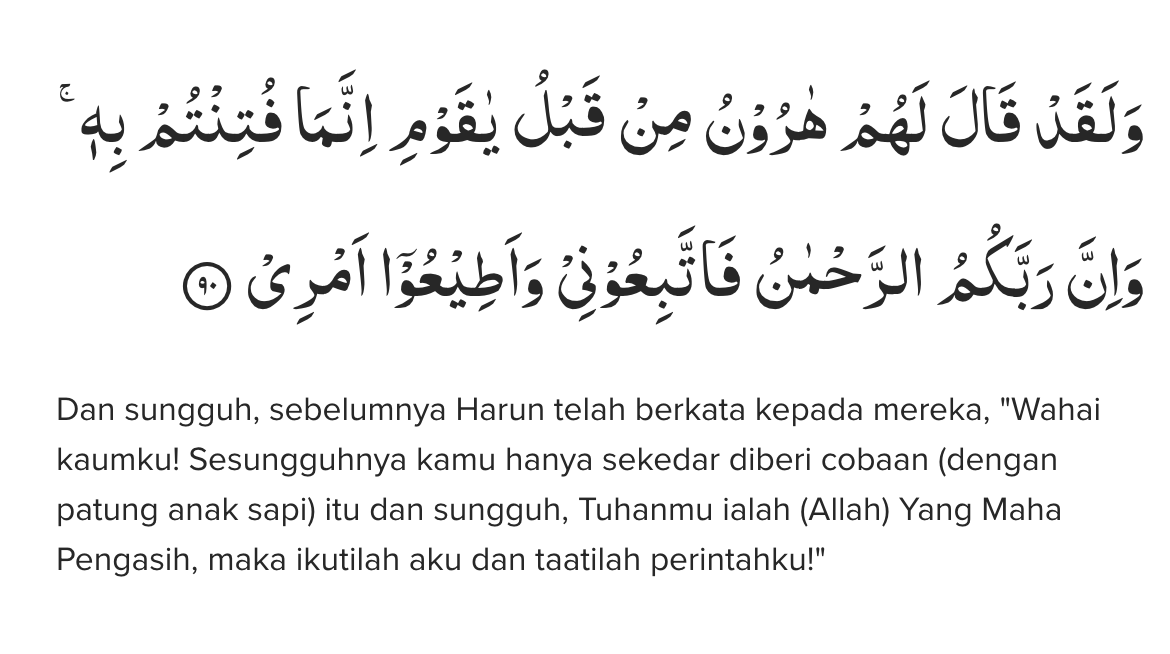 وَلَقَدْ قَالَ لَهُمْ هٰرُوْنُ مِنْ قَبْلُ يٰقَوْمِ اِنَّمَا فُتِنْتُمْ بِهٖۚ
وَاِنَّ رَبَّكُمُ الرَّحْمٰنُ فَاتَّبِعُوْنِيْ وَاَطِيْعُوْٓا اَمْرِيْ ۝٩٠
Dan sungguh, sebelumnya Harun telah berkata kepada mereka, "Wahai
kaumku! Sesungguhnya kamu hanya sekedar diberi cobaan (dengan
patung anak sapi) itu dan sungguh, Tuhanmu ialah (Allah) Yang Maha
Pengasih, maka ikutilah aku dan taatilah perintahku!"